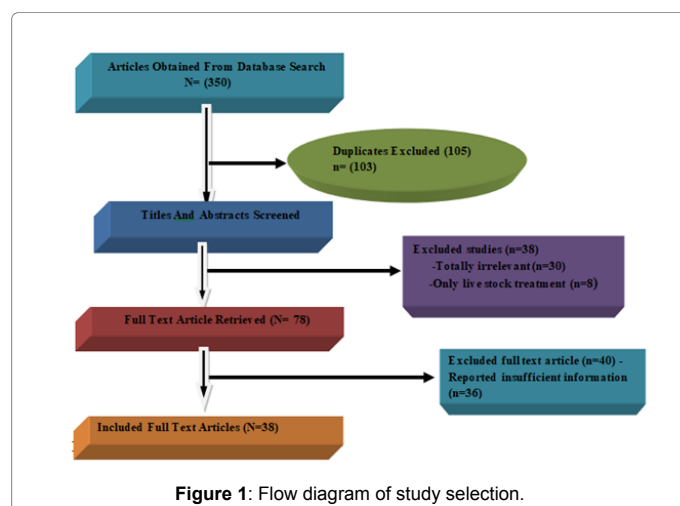 Articles Obtained From Database Search
N= (350)
Duplicates Excluded (105)
n= (103)
Titles And Abstracts Screened
Excluded studies (n=38)
-Totally irrelevant (n=30)
-Only live stock treatment (n=8)
Full Text Article Retrieved (N= 78)
Excluded full text article (n=40) -
Reported insufficient information
(n=36)
Included Full Text Articles (N=38)
Figure 1: Flow diagram of study selection.